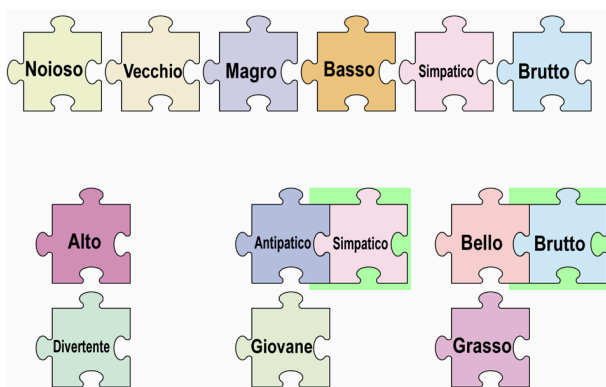 Noioso Vecchio Magro Basso Simpatico Brutto
Alto Antipatico Simpatico Bello Brutto
Divertente Giovane Grasso